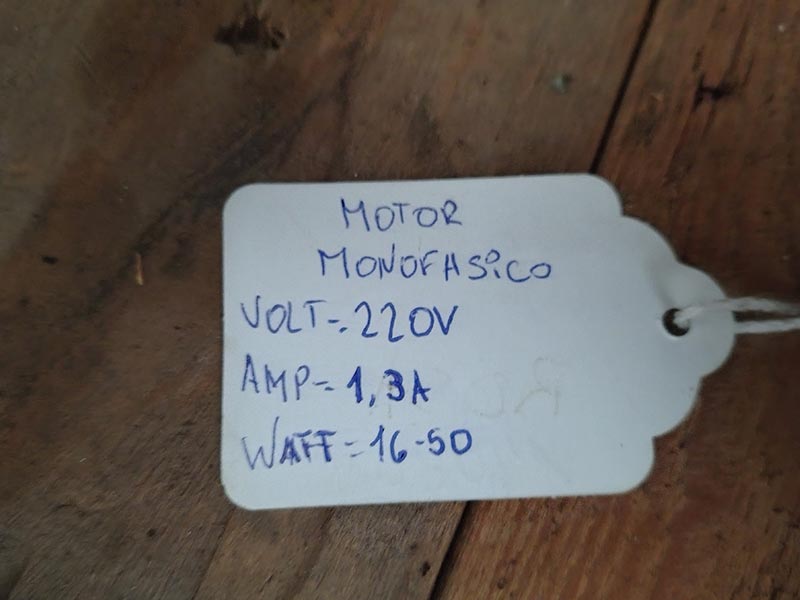 MOTOR
MONOFASiCO
VOLT-. 220V
AMP-. 1,3A
WATT-. 16-50